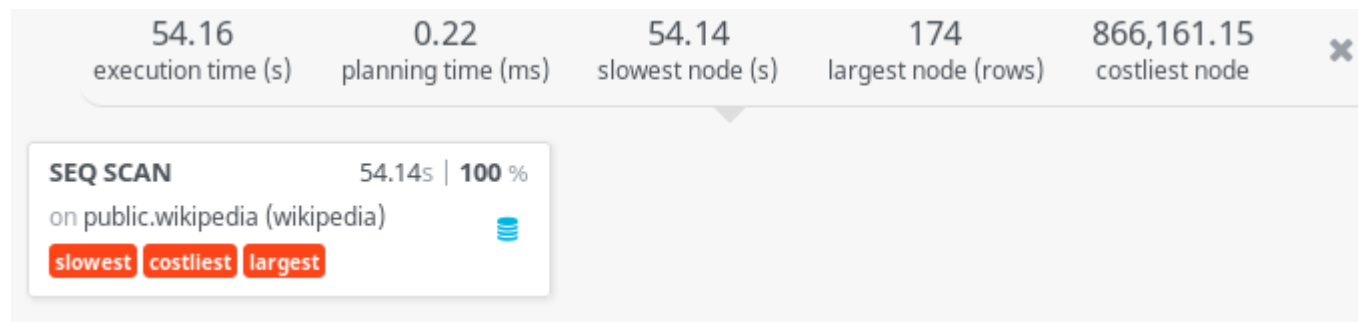 54.16 0.22 54.14 174 866,161.15
execution time (s) planning time (ms) slowest node (s) largest node (rows) costliest node
SEQ SCAN 54.14s | 100 %
on public.wikipedia (wikipedia)
slowest costliest largest